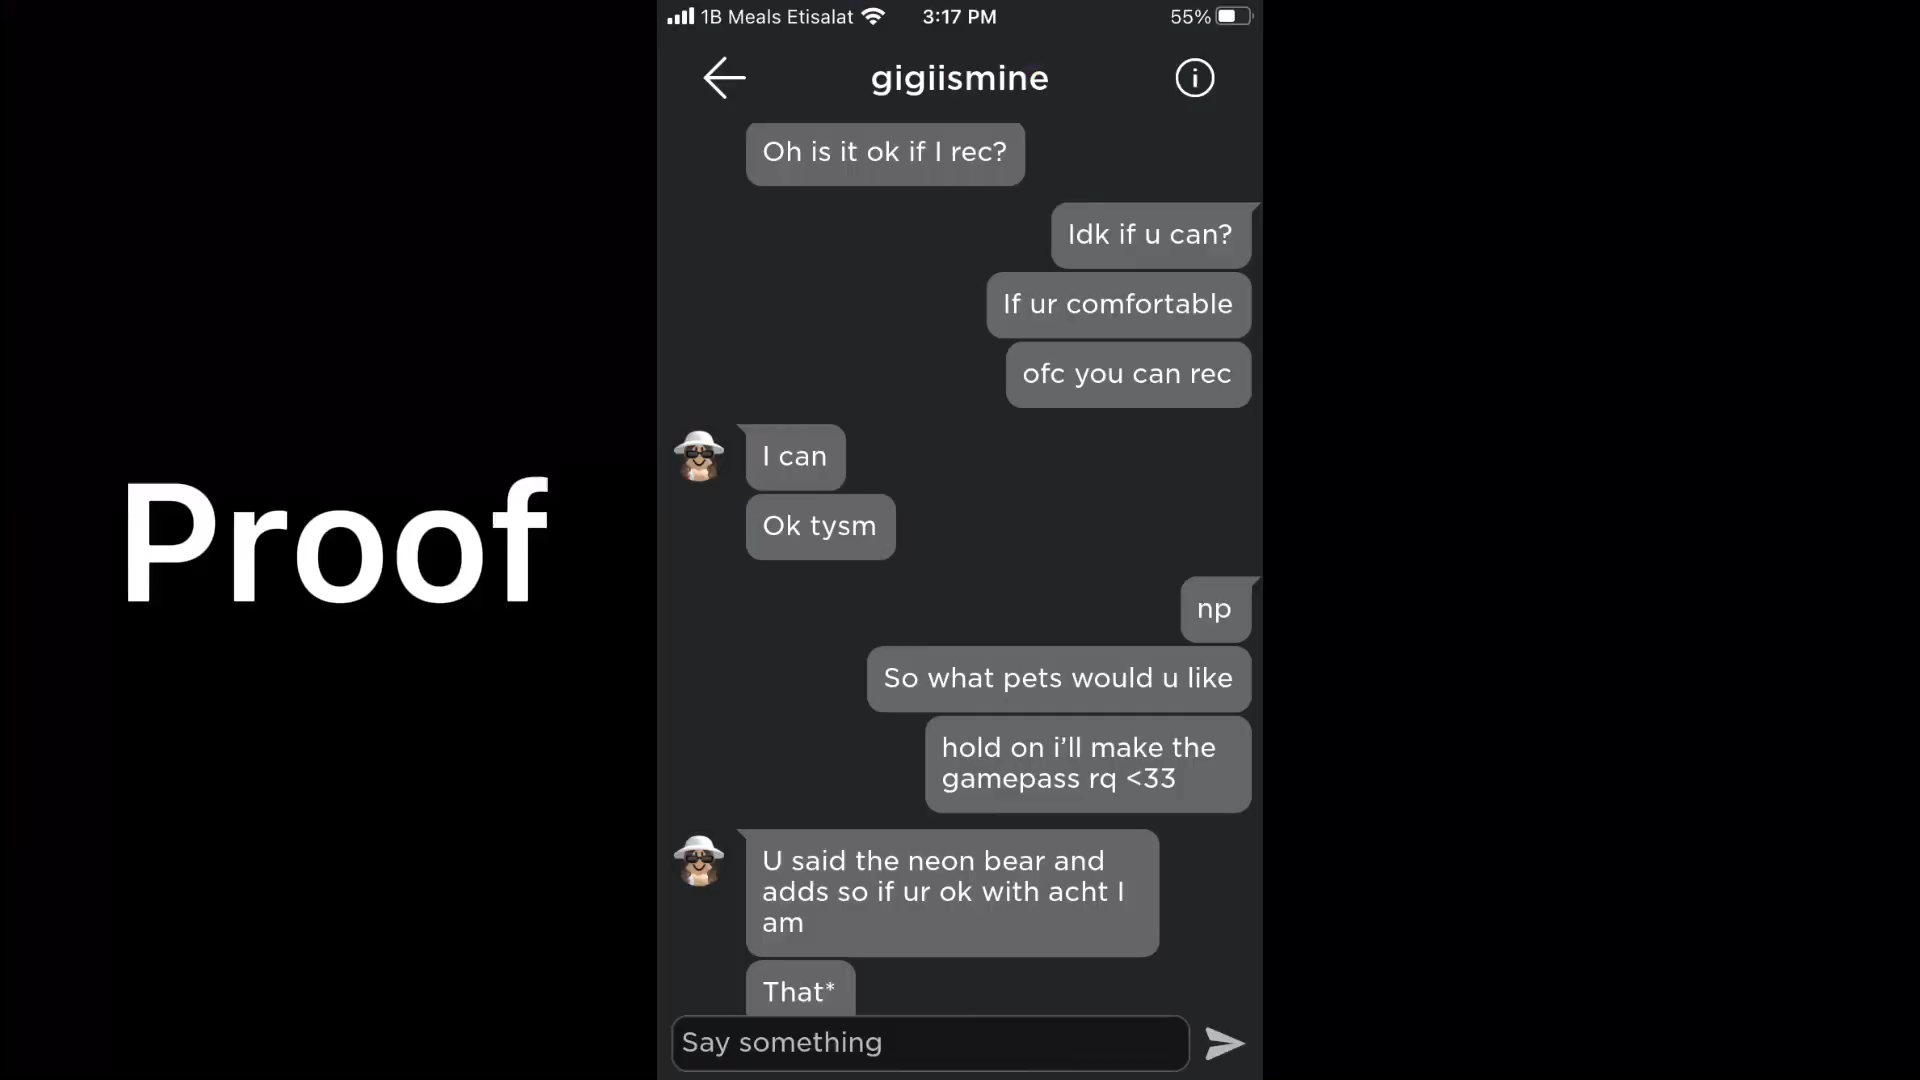 1B Meals Etisalat 3:17 PM 55%
gigiismine
Oh is it ok if I rec?
Idk if u can?
If ur comfortable
ofc you can rec
I can
Ok tysm
Proof
np
So what pets would u like
hold on i'll make the
gamepass rq <33
U said the neon bear and
adds so if ur ok with acht I
am
That*
Say something